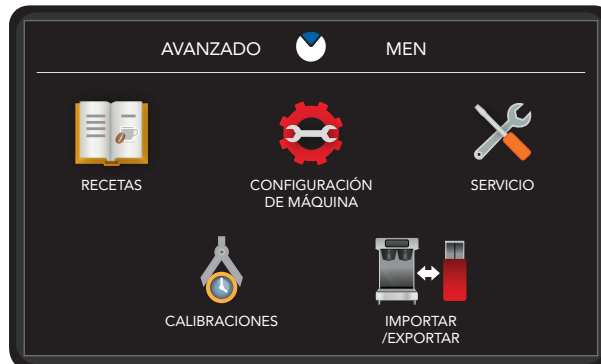 AVANZADO MEN
RECETAS
CONFIGURACIÓN
DE MÁQUINA
SERVICIO
CALIBRACIONES
IMPORTAR
/EXPORTAR